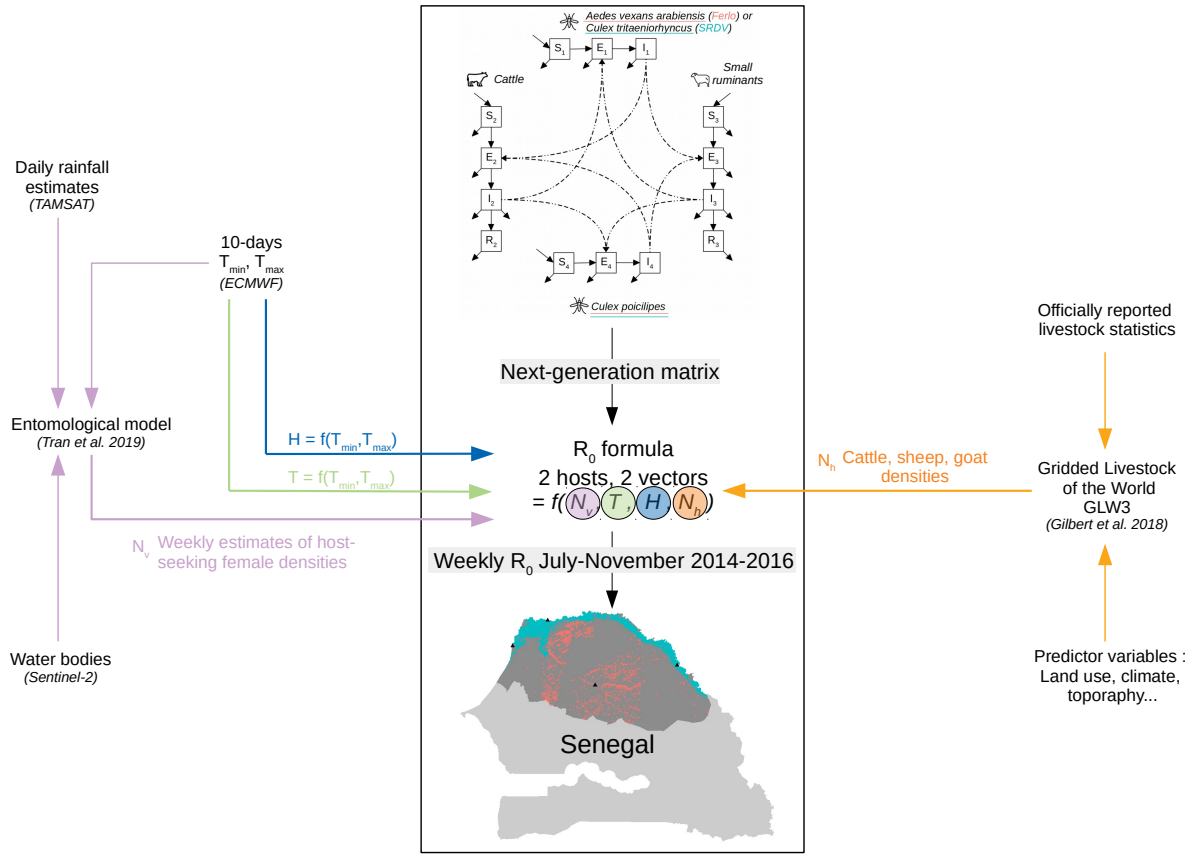 Aedes vexans arabiensis (Ferlo) or
Culex tritaeniorhyncus (SRDV)
S1
E1
I1
Cattle
Small
ruminants
S2
S3
E2
E3
I2
I3
R2
R3
S4
E4
I4
Culex poicilipes
Next-generation matrix
R0 formula
2 hosts, 2 vectors
= f(Nv, T, H, Nh)
Weekly R0 July-November 2014-2016
Senegal
Daily rainfall
estimates
(TAMSAT)
10-days
Tmin, Tmax
(ECMWF)
Entomological model
(Tran et al. 2019)
H = f(Tmin,Tmax)
T = f(Tmin,Tmax)
Nv Weekly estimates of host-
seeking female densities
Water bodies
(Sentinel-2)
Officially reported
livestock statistics
Nh Cattle, sheep, goat
densities
Gridded Livestock
of the World
GLW3
(Gilbert et al. 2018)
Predictor variables :
Land use, climate,
toporaphy...